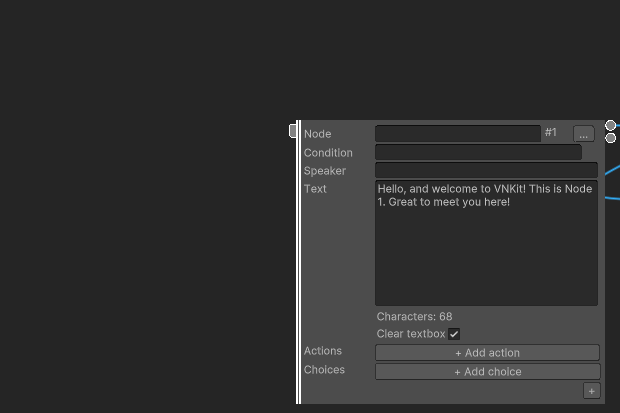 Node #1 ...
Condition
Speaker
Text Hello, and welcome to VNKit! This is Node
1. Great to meet you here!
Characters: 68
Clear textbox
Actions + Add action
Choices + Add choice
+